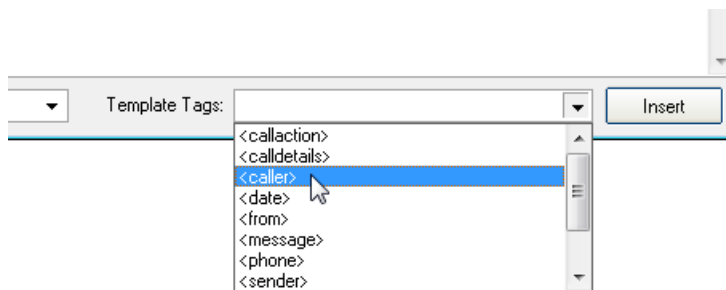 Template Tags:
Insert
<callaction>
<calldetails>
<caller>
<date>
<from>
<message>
<phone>
<sender>